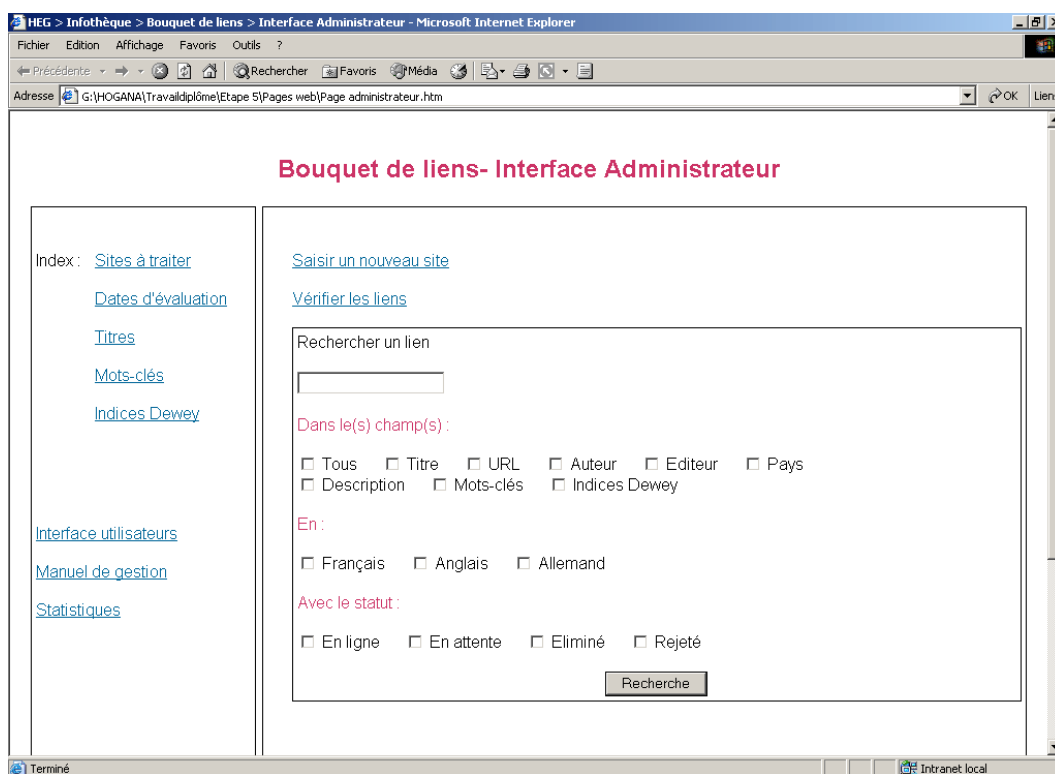 HEG > Infothèque > Bouquet de liens > Interface Administrateur - Microsoft Internet Explorer
Fichier Edition Affichage Favoris Outils ?
Précédente Rechercher Favoris Média
Adresse G:\HOGANA\Travaildiplôme\Etape 5\Pages web\Page administrateur.htm OK Liens
Bouquet de liens- Interface Administrateur
Index : Sites à traiter
Dates d'évaluation
Titres
Mots-clés
Indices Dewey
Interface utilisateurs
Manuel de gestion
Statistiques
Saisir un nouveau site
Vérifier les liens
Rechercher un lien
Dans le(s) champ(s) :
Tous Titre URL Auteur Editeur Pays
Description Mots-clés Indices Dewey
En :
Français Anglais Allemand
Avec le statut :
En ligne En attente Eliminé Rejeté
Recherche
Terminé Intranet local